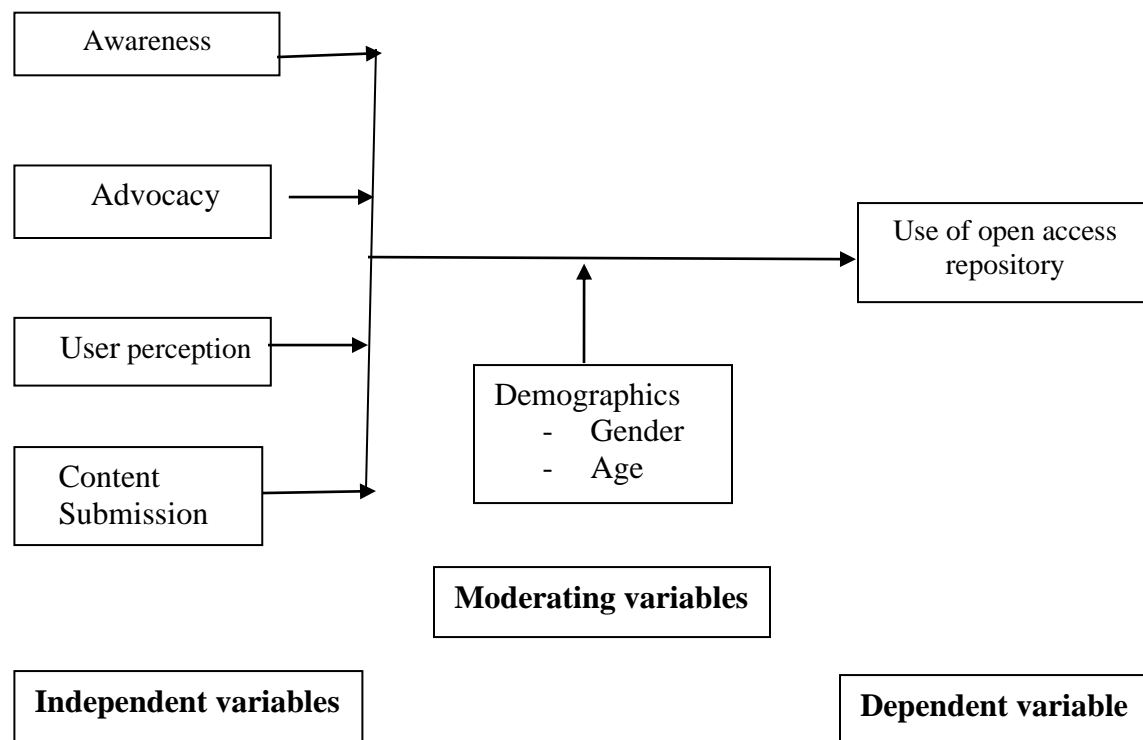 Awareness
Advocacy
User perception
Content
Submission
Use of open access
repository
Demographics
- Gender
- Age
Moderating variables
Independent variables
Dependent variable